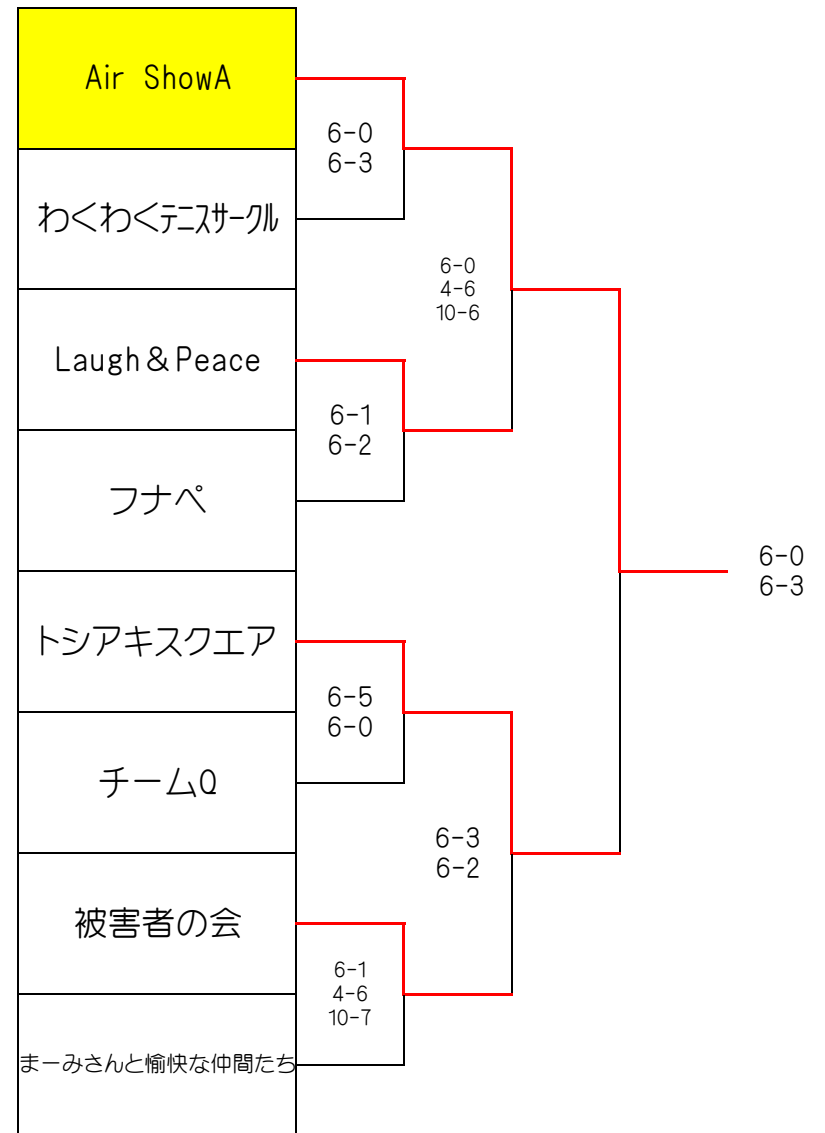 Air ShowA
6-0
6-3
わくわくテニスサークル
6-0
4-6
10-6
Laugh＆Peace
6-1
6-2
フナペ
6-0
6-3
トシアキスクエア
6-5
6-0
チームQ
6-3
6-2
被害者の会
6-1
4-6
10-7
まーみさんと愉快な仲間たち